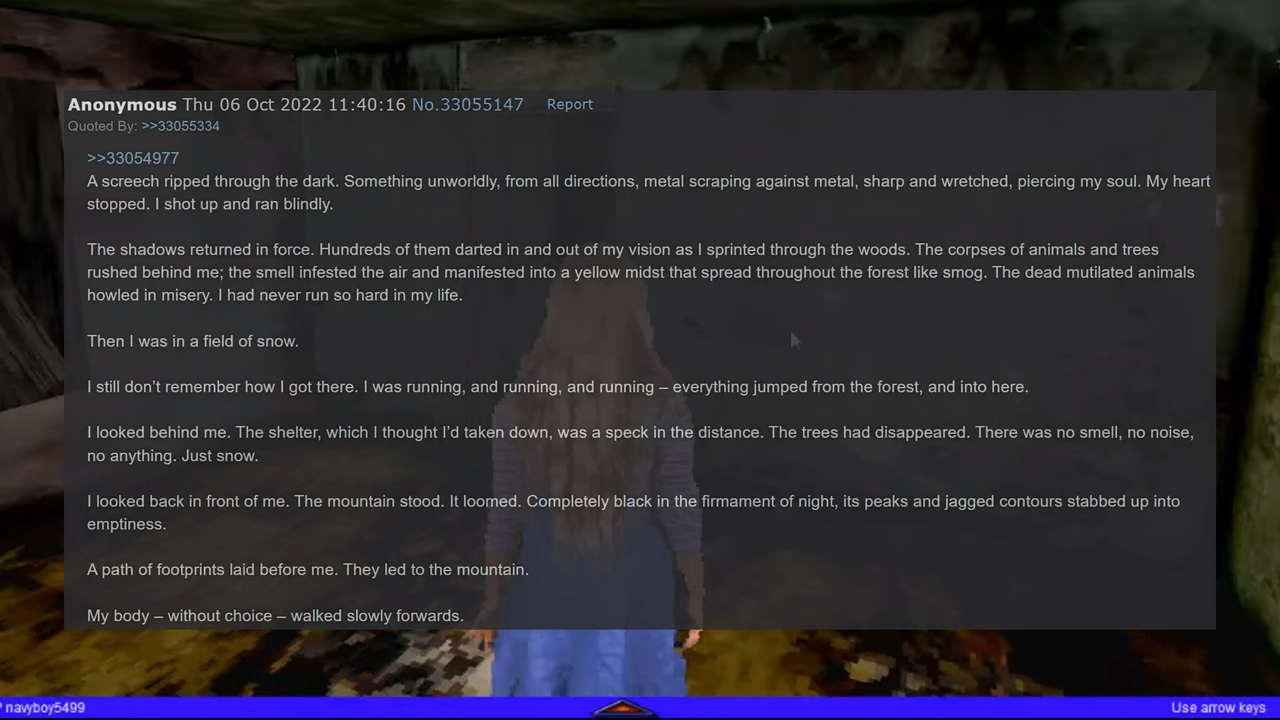 Anonymous Thu 06 Oct 2022 11:40:16 No.33055147 Report
Quoted By: >>33055334
>>33054977
A screech ripped through the dark. Something unworldly, from all directions, metal scraping against metal, sharp and wretched, piercing my soul. My heart
stopped. I shot up and ran blindly.
The shadows returned in force. Hundreds of them darted in and out of my vision as I sprinted through the woods. The corpses of animals and trees
rushed behind me; the smell infested the air and manifested into a yellow midst that spread throughout the forest like smog. The dead mutilated animals
howled in misery. I had never run so hard in my life.
Then I was in a field of snow.
I still don’t remember how I got there. I was running, and running, and running – everything jumped from the forest, and into here.
I looked behind me. The shelter, which I thought I’d taken down, was a speck in the distance. The trees had disappeared. There was no smell, no noise,
no anything. Just snow.
I looked back in front of me. The mountain stood. It loomed. Completely black in the firmament of night, its peaks and jagged contours stabbed up into
emptiness.
A path of footprints laid before me. They led to the mountain.
My body – without choice – walked slowly forwards.
navyboy5499
Use arrow keys